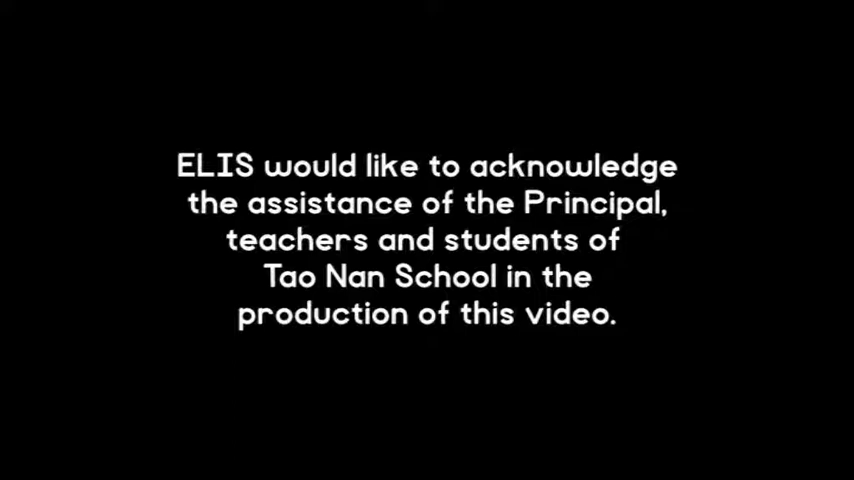 ELIS would like to acknowledge
the assistance of the Principal,
teachers and students of
Tao Nan School in the
production of this video.